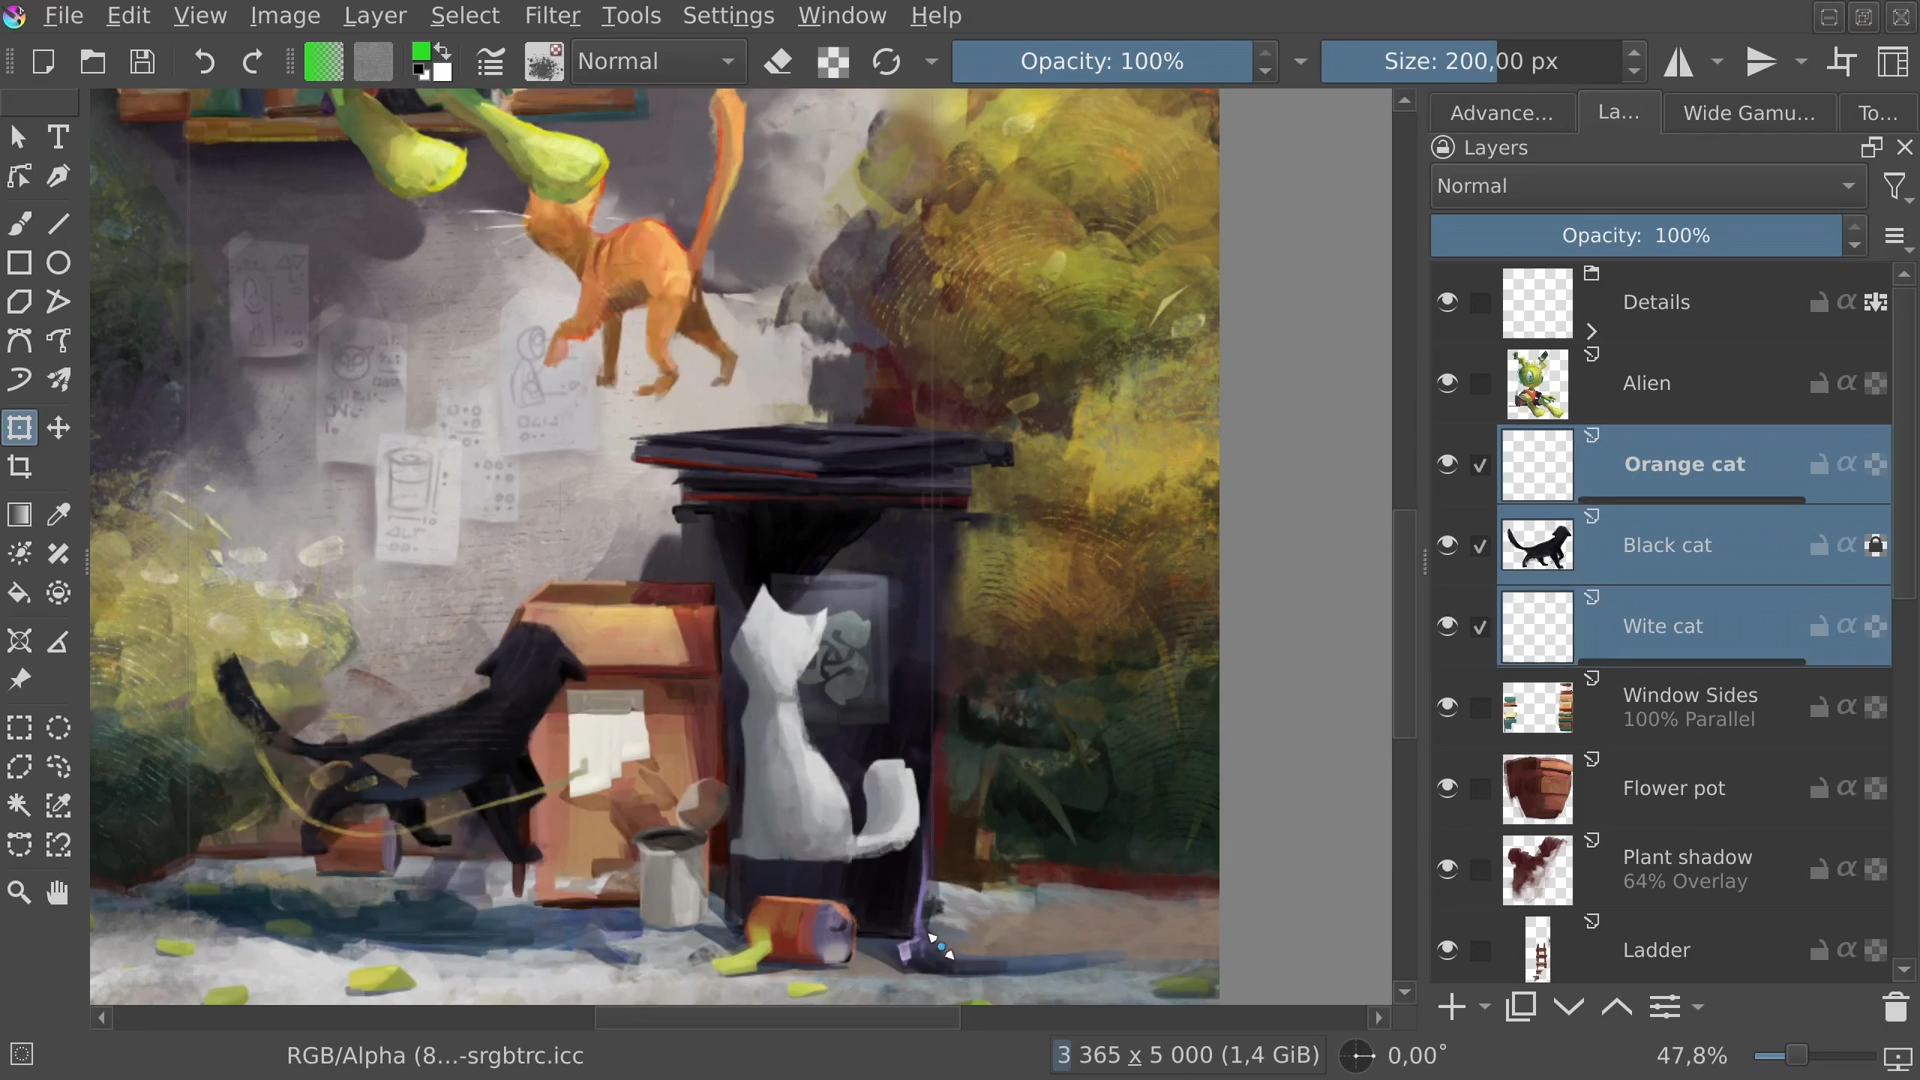 File Edit View Image Layer Select Filter Tools Settings Window Help
Normal
Opacity: 100%
Size: 200,00 px
Advance... La... Wide Gamu... To...
Layers
Normal
Opacity: 100%
Details
Alien
Orange cat
Black cat
Wite cat
Window Sides
100% Parallel
Flower pot
Plant shadow
64% Overlay
Ladder
RGB/Alpha (8...-srgbtrc.icc
3 365 x 5 000 (1,4 GiB)
0,00°
47,8%